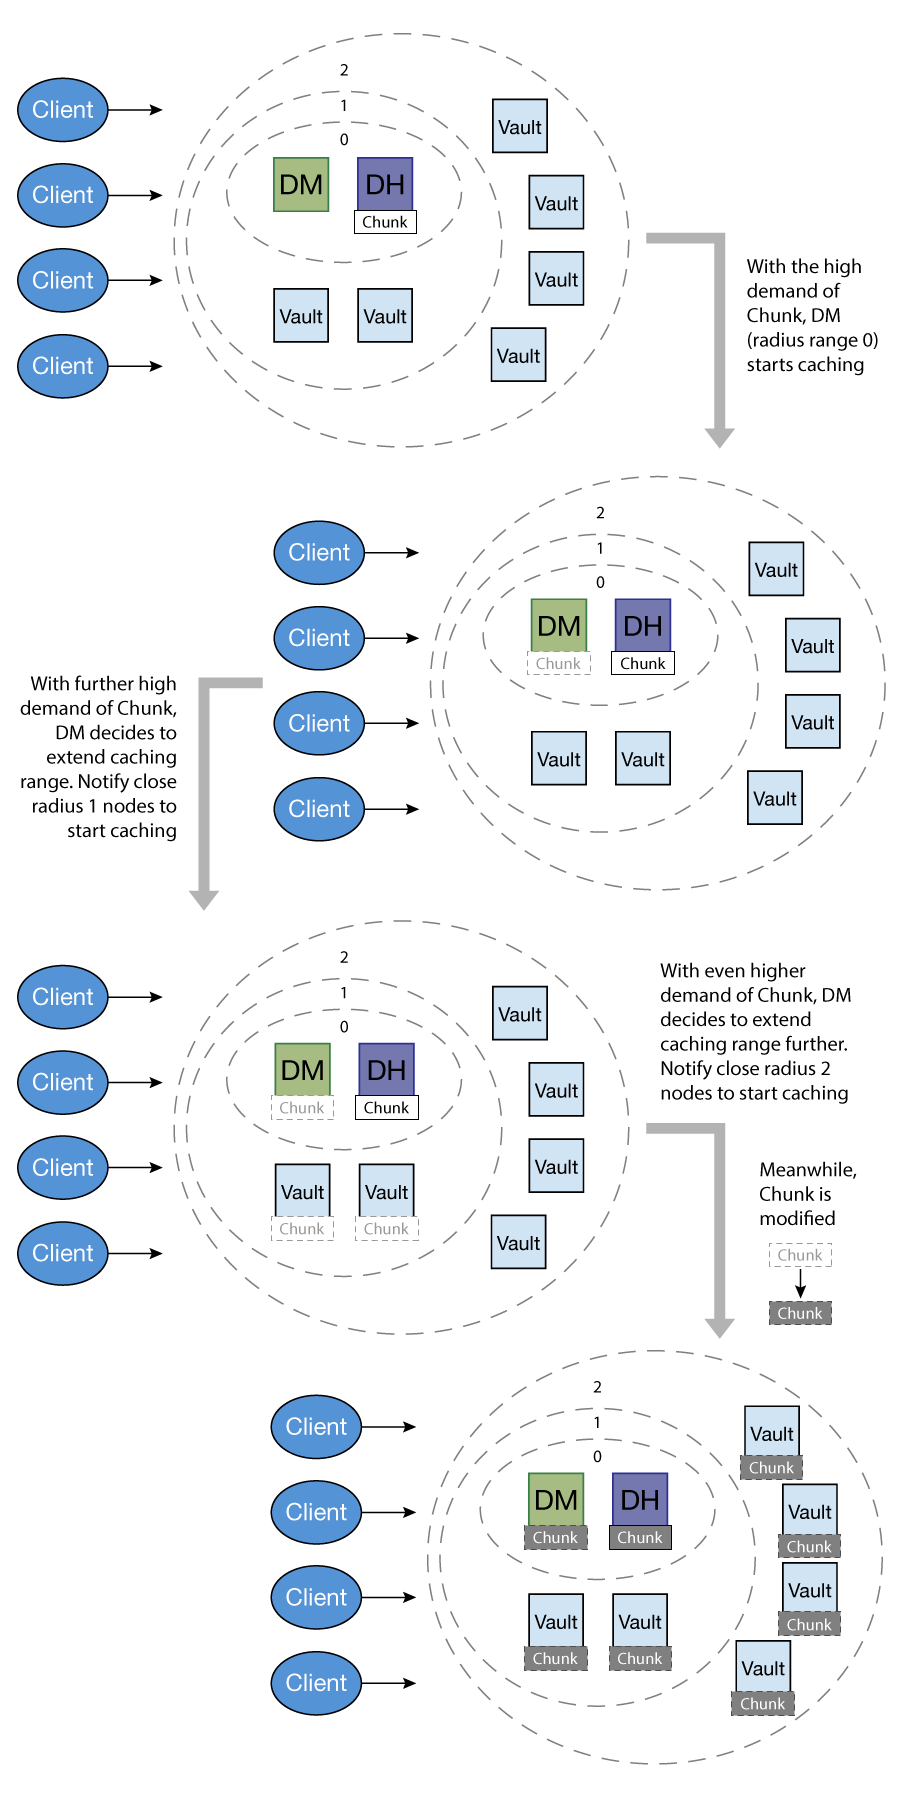 2
Client
1
Vault
0
DM
DH
Client
Vault
Chunk
Client
Vault
Vault
Vault
Client
Vault
With the high
demand of
Chunk, DM
(radius range 0)
starts caching
2
Client
1
Vault
0
DM
DH
Client
Vault
Chunk
Chunk
Client
Vault
Vault
Vault
Client
Vault
With further high
demand of Chunk,
DM decides to
extend caching
range. Notify close
radius 1 nodes to
start caching
2
Client
1
Vault
0
DM
DH
Client
Vault
Chunk
Chunk
Client
Vault
Vault
Vault
Chunk
Chunk
Client
Vault
With even higher
demand of Chunk, DM
decides to extend
caching range further.
Notify close radius 2
nodes to start caching
Meanwhile,
Chunk is
modified
Chunk
Chunk
2
Client
1
Vault
0
Chunk
DM
DH
Client
Vault
Chunk
Chunk
Chunk
Client
Vault
Vault
Vault
Chunk
Chunk
Chunk
Client
Vault
Chunk